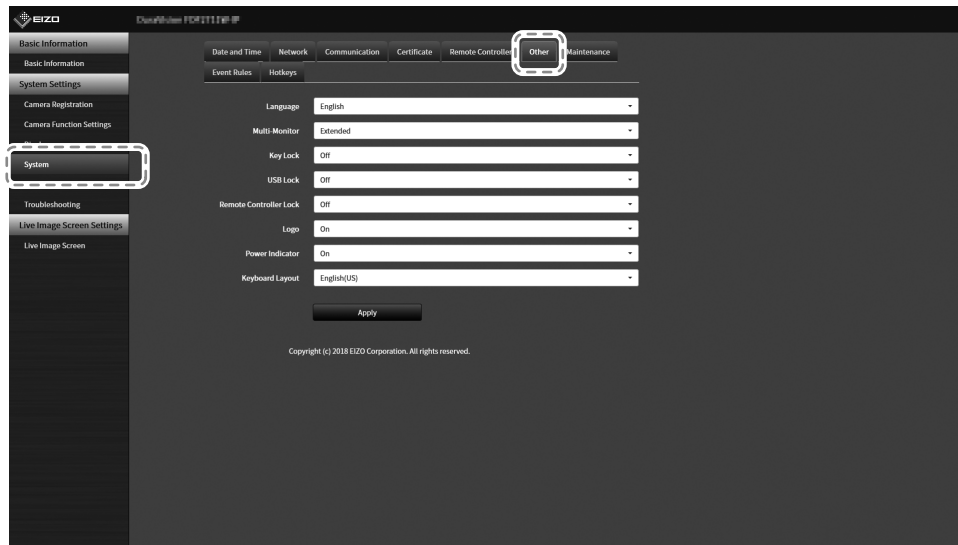 EIZO
Basic Information
Basic Information
System Settings
Camera Registration
Camera Function Settings
System
Troubleshooting
Live Image Screen Settings
Live Image Screen
Date and Time Network Communication Certificate Remote Controller Other Maintenance
Event Rules Hotkeys
Language English
Multi-Monitor Extended
Key Lock Off
USB Lock Off
Remote Controller Lock Off
Logo On
Power Indicator On
Keyboard Layout English(US)
Apply
Copyright (c) 2018 EIZO Corporation. All rights reserved.